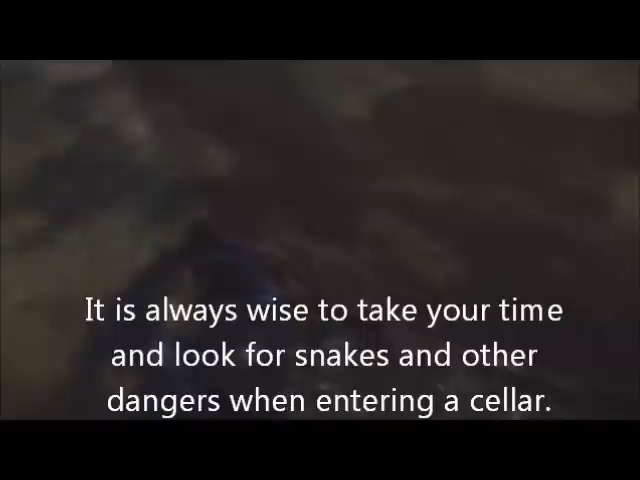 It is always wise to take your time
and look for snakes and other
dangers when entering a cellar.